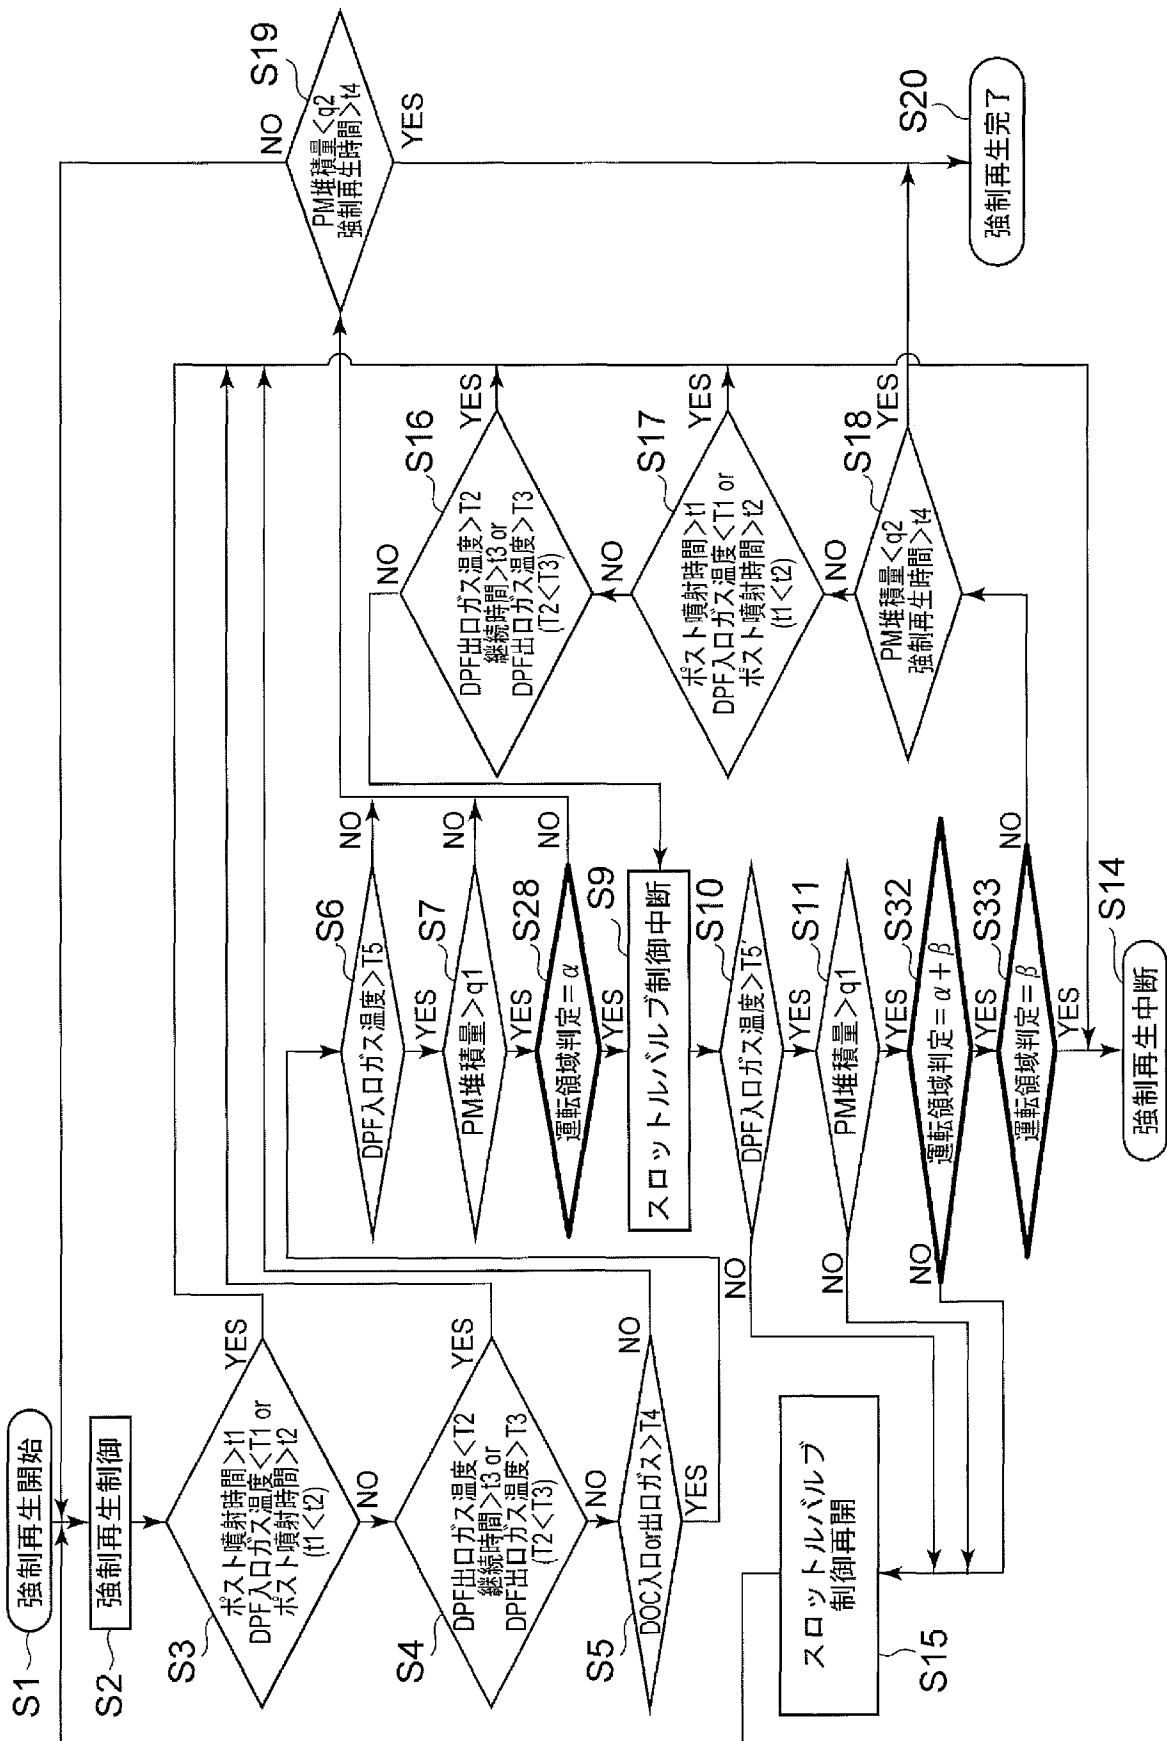 S1
強制再生開始
S2
強制再生制御
S3
ポスト噴射時間>t1
DPF入口ガス温度<T1 or
ポスト噴射時間>t2
(t1<t2)
YES
NO
S4
DPF出口ガス温度<T2
継続時間>t3 or
DPF出口ガス温度>T3
(T2<T3)
YES
NO
S5
DOC入口or出口ガス>T4
NO
YES
S6
DPF入口ガス温度>T5
NO
YES
S7
PM堆積量>q1
NO
YES
S28
運転領域判定=α
NO
YES
S9
スロットルバルブ制御中断
S10
DPF入口ガス温度>T5'
NO
YES
S11
PM堆積量>q1
NO
YES
S32
運転領域判定=α+β
NO
YES
S33
運転領域判定=β
NO
YES
S14
強制再生中断
S15
スロットルバルブ
制御再開
S16
DPF出口ガス温度>T2
継続時間>t3 or
DPF出口ガス温度>T3
(T2<T3)
NO
YES
S17
ポスト噴射時間>t1
DPF入口ガス温度<T1 or
ポスト噴射時間>t2
(t1<t2)
NO
YES
S18
PM堆積量<q2
強制再生時間>t4
NO
YES
S19
PM堆積量<q2
強制再生時間>t4
NO
YES
S20
強制再生完了